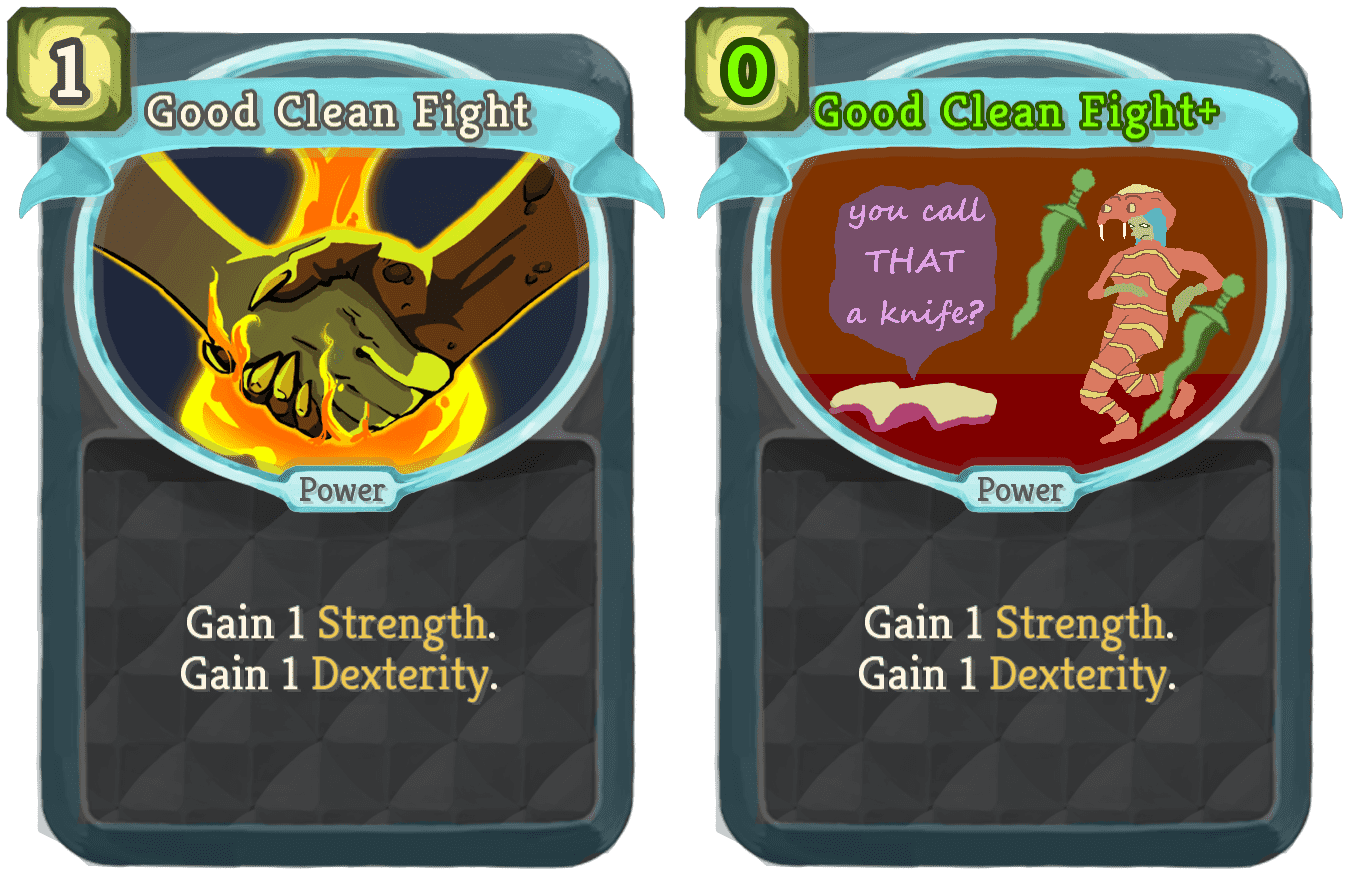 1
Good Clean Fight
Power
Gain 1 Strength.
Gain 1 Dexterity.
0
Good Clean Fight+
you call
THAT
a knife?
Power
Gain 1 Strength.
Gain 1 Dexterity.